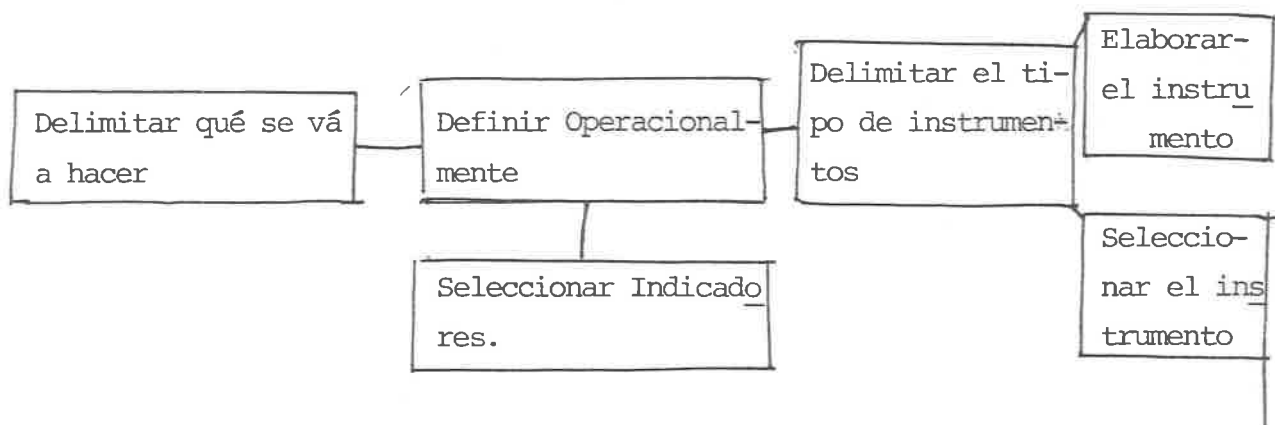 Delimitar qué se vá
a hacer
Definir Operacional-
mente
Seleccionar Indicado
res.
Delimitar el ti-
po de instrumen-
tos
Elaborar-
el instru
mento
Seleccio-
nar el ins
trumento